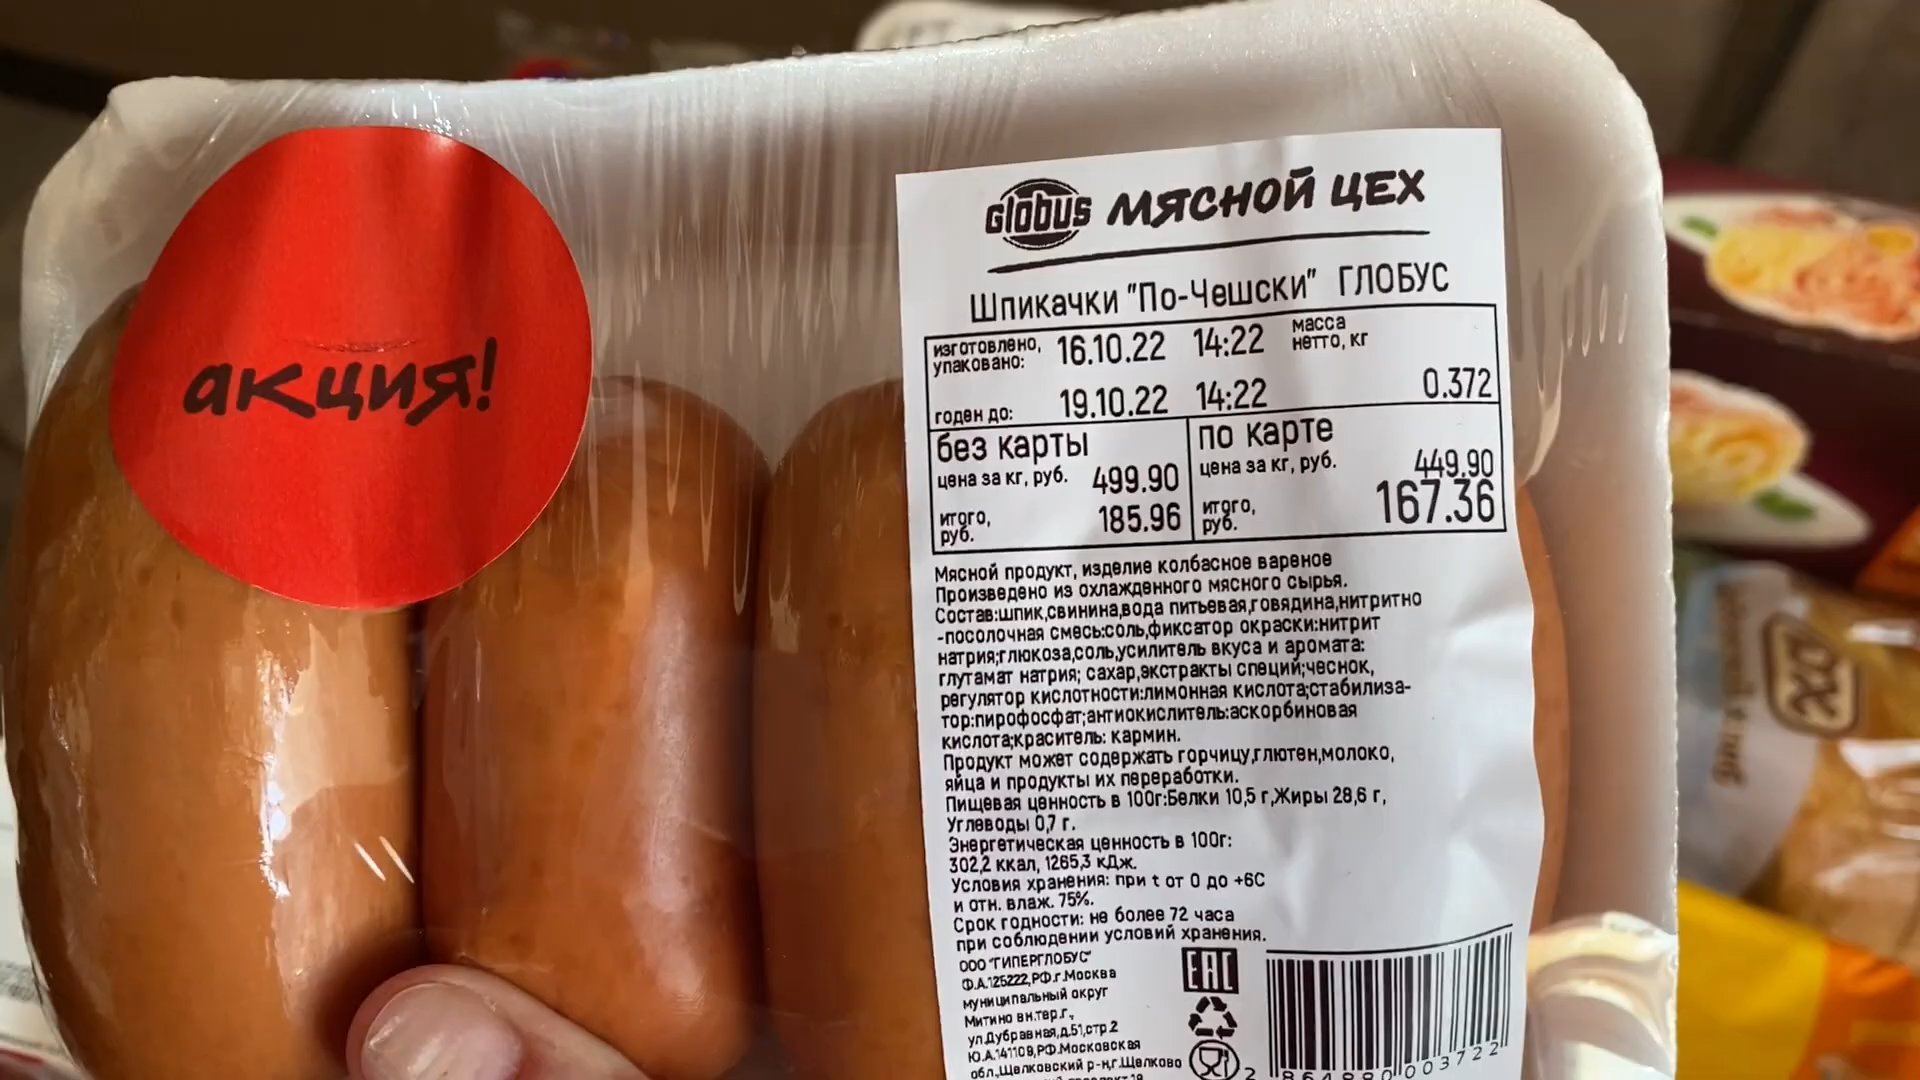 акция!
Globus мясной цех
Шпикачки "По-Чешски" ГЛОБУС
изготовлено, упаковано: 16.10.22 14:22 масса нетто, кг
годен до: 19.10.22 14:22 0.372
без карты
цена за кг, руб. 499.90
итого, руб. 185.96
по карте
цена за кг, руб. 449.90
итого, руб. 167.36
Мясной продукт, изделие колбасное вареное
Произведено из охлажденного мясного сырья.
Состав:шпик,свинина,вода питьевая,говядина,нитритно
-посолочная смесь:соль,фиксатор окраски:нитрит
натрия;глюкоза,соль,усилитель вкуса и аромата:
глутамат натрия; сахар,экстракты специй;чеснок,
регулятор кислотности:лимонная кислота;стабилиза-
тор:пирофосфат;антиокислитель:аскорбиновая
кислота;краситель: кармин.
Продукт может содержать горчицу,глютен,молоко,
яйца и продукты их переработки.
Пищевая ценность в 100г:Белки 10,5 г,Жиры 28,6 г,
Углеводы 0,7 г.
Энергетическая ценность в 100г:
302,2 ккал, 1265,3 кДж.
Условия хранения: при t от 0 до +6С
и отн. влаж. 75%.
Срок годности: не более 72 часа
при соблюдении условий хранения.
ООО "ГИПЕРГЛОБУС"
Ф.А.125222,РФ,г.Москва
муниципальный округ
Митино вн.тер.г.,
ул.Дубравная,д.51,стр.2
Ю.А.141109,РФ,Московская
обл.,Щелковский р-н,г.Щелково
EAC
003722